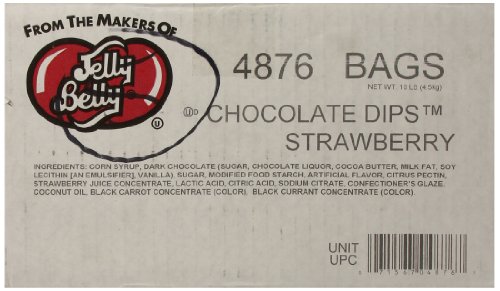 FROM THE MAKERS OF
Jelly
Belly
4876 BAGS
NET WT. 10 LB (4.5kg)
CHOCOLATE DIPS™
STRAWBERRY
INGREDIENTS: CORN SYRUP, DARK CHOCOLATE (SUGAR, CHOCOLATE LIQUOR, COCOA BUTTER, MILK FAT, SOY
LECITHIN [AN EMULSIFIER], VANILLA). SUGAR, MODIFIED FOOD STARCH, ARTIFICIAL FLAVOR, CITRUS PECTIN,
STRAWBERRY JUICE CONCENTRATE, LACTIC ACID, CITRIC ACID, SODIUM CITRATE, CONFECTIONER'S GLAZE,
COCONUT OIL, BLACK CARROT CONCENTRATE (COLOR), BLACK CURRANT CONCENTRATE (COLOR).
UNIT
UPC